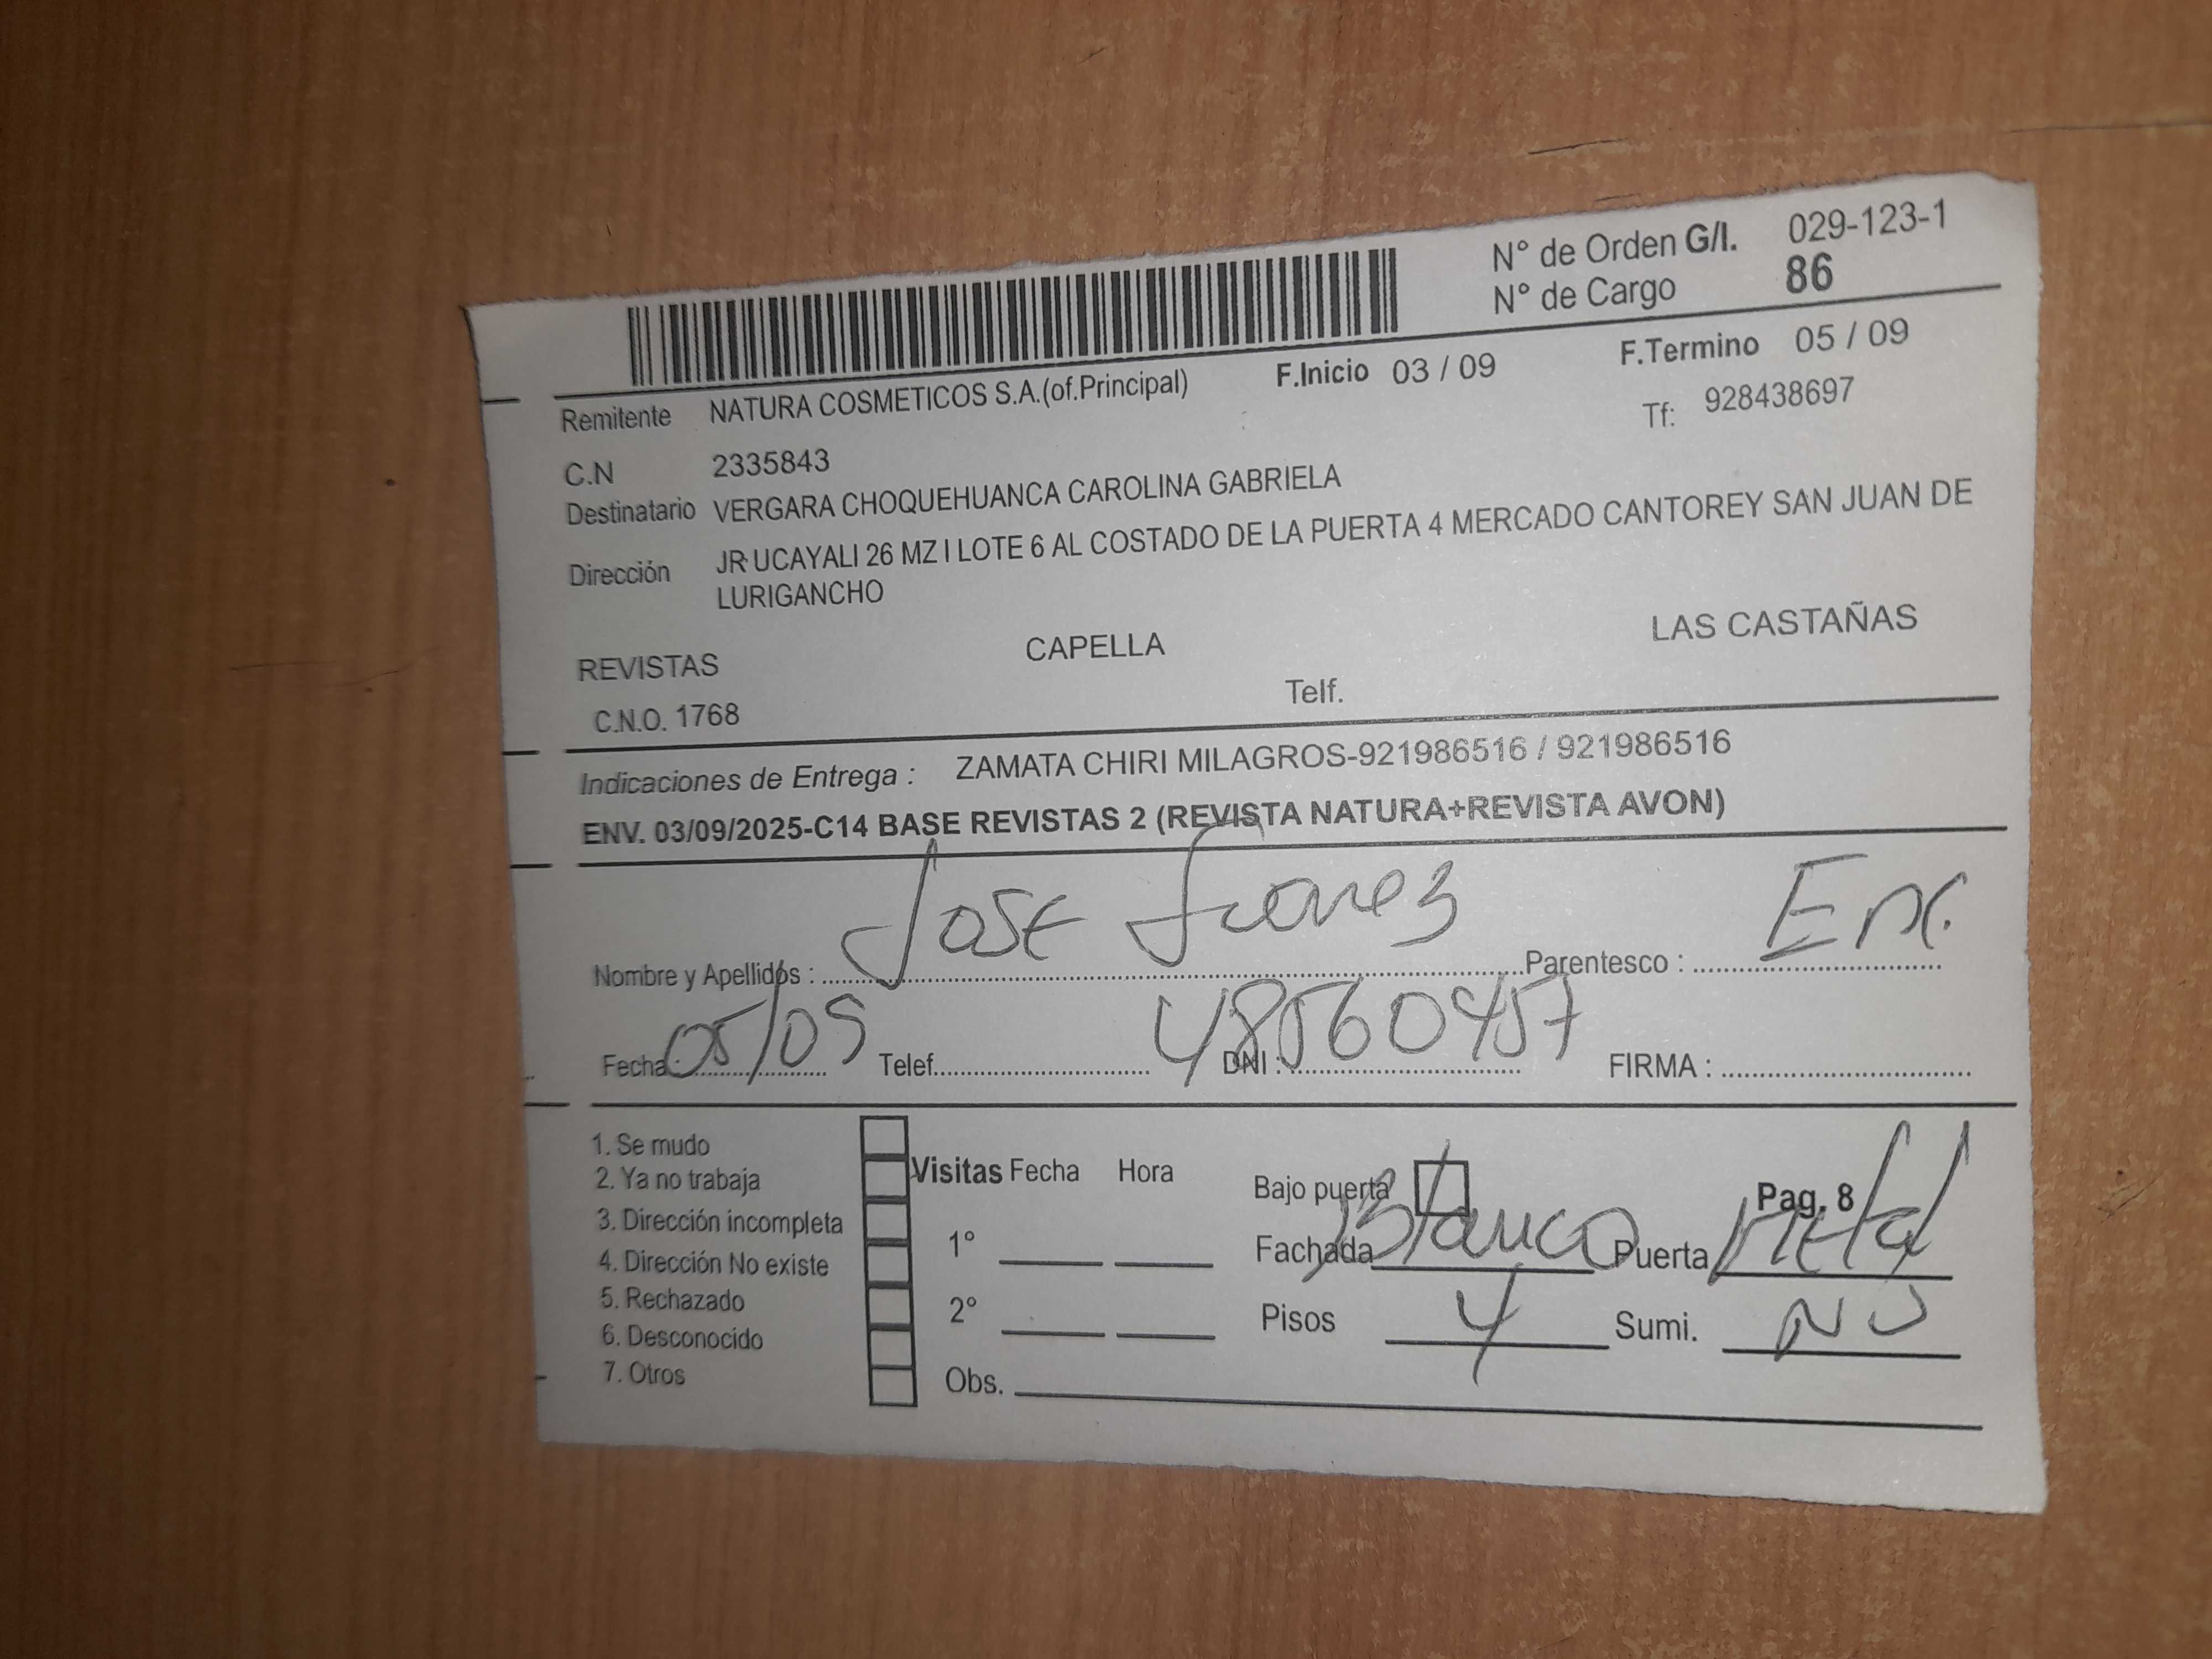 N° de Orden G/I. 029-123-1
N° de Cargo 86
F.Inicio 03 / 09 F.Termino 05 / 09
Remitente NATURA COSMETICOS S.A.(of.Principal) Tf: 928438697
C.N 2335843
Destinatario VERGARA CHOQUEHUANCA CAROLINA GABRIELA
Dirección JR UCAYALI 26 MZ I LOTE 6 AL COSTADO DE LA PUERTA 4 MERCADO CANTOREY SAN JUAN DE
LURIGANCHO
REVISTAS CAPELLA LAS CASTAÑAS
C.N.O. 1768 Telf.
Indicaciones de Entrega : ZAMATA CHIRI MILAGROS-921986516 / 921986516
ENV. 03/09/2025-C14 BASE REVISTAS 2 (REVISTA NATURA+REVISTA AVON)
Nombre y Apellidos : Jose Parentesco : Enc.
Fecha : 05/09 Telef. DNI : 48560457 FIRMA :
1. Se mudo
2. Ya no trabaja
3. Dirección incompleta
4. Dirección No existe
5. Rechazado
6. Desconocido
7. Otros
Visitas Fecha Hora
1°
2°
Obs.
Bajo puerta Pag. 8
Fachada Blanco Puerta Metal
Pisos 4 Sumi. NO